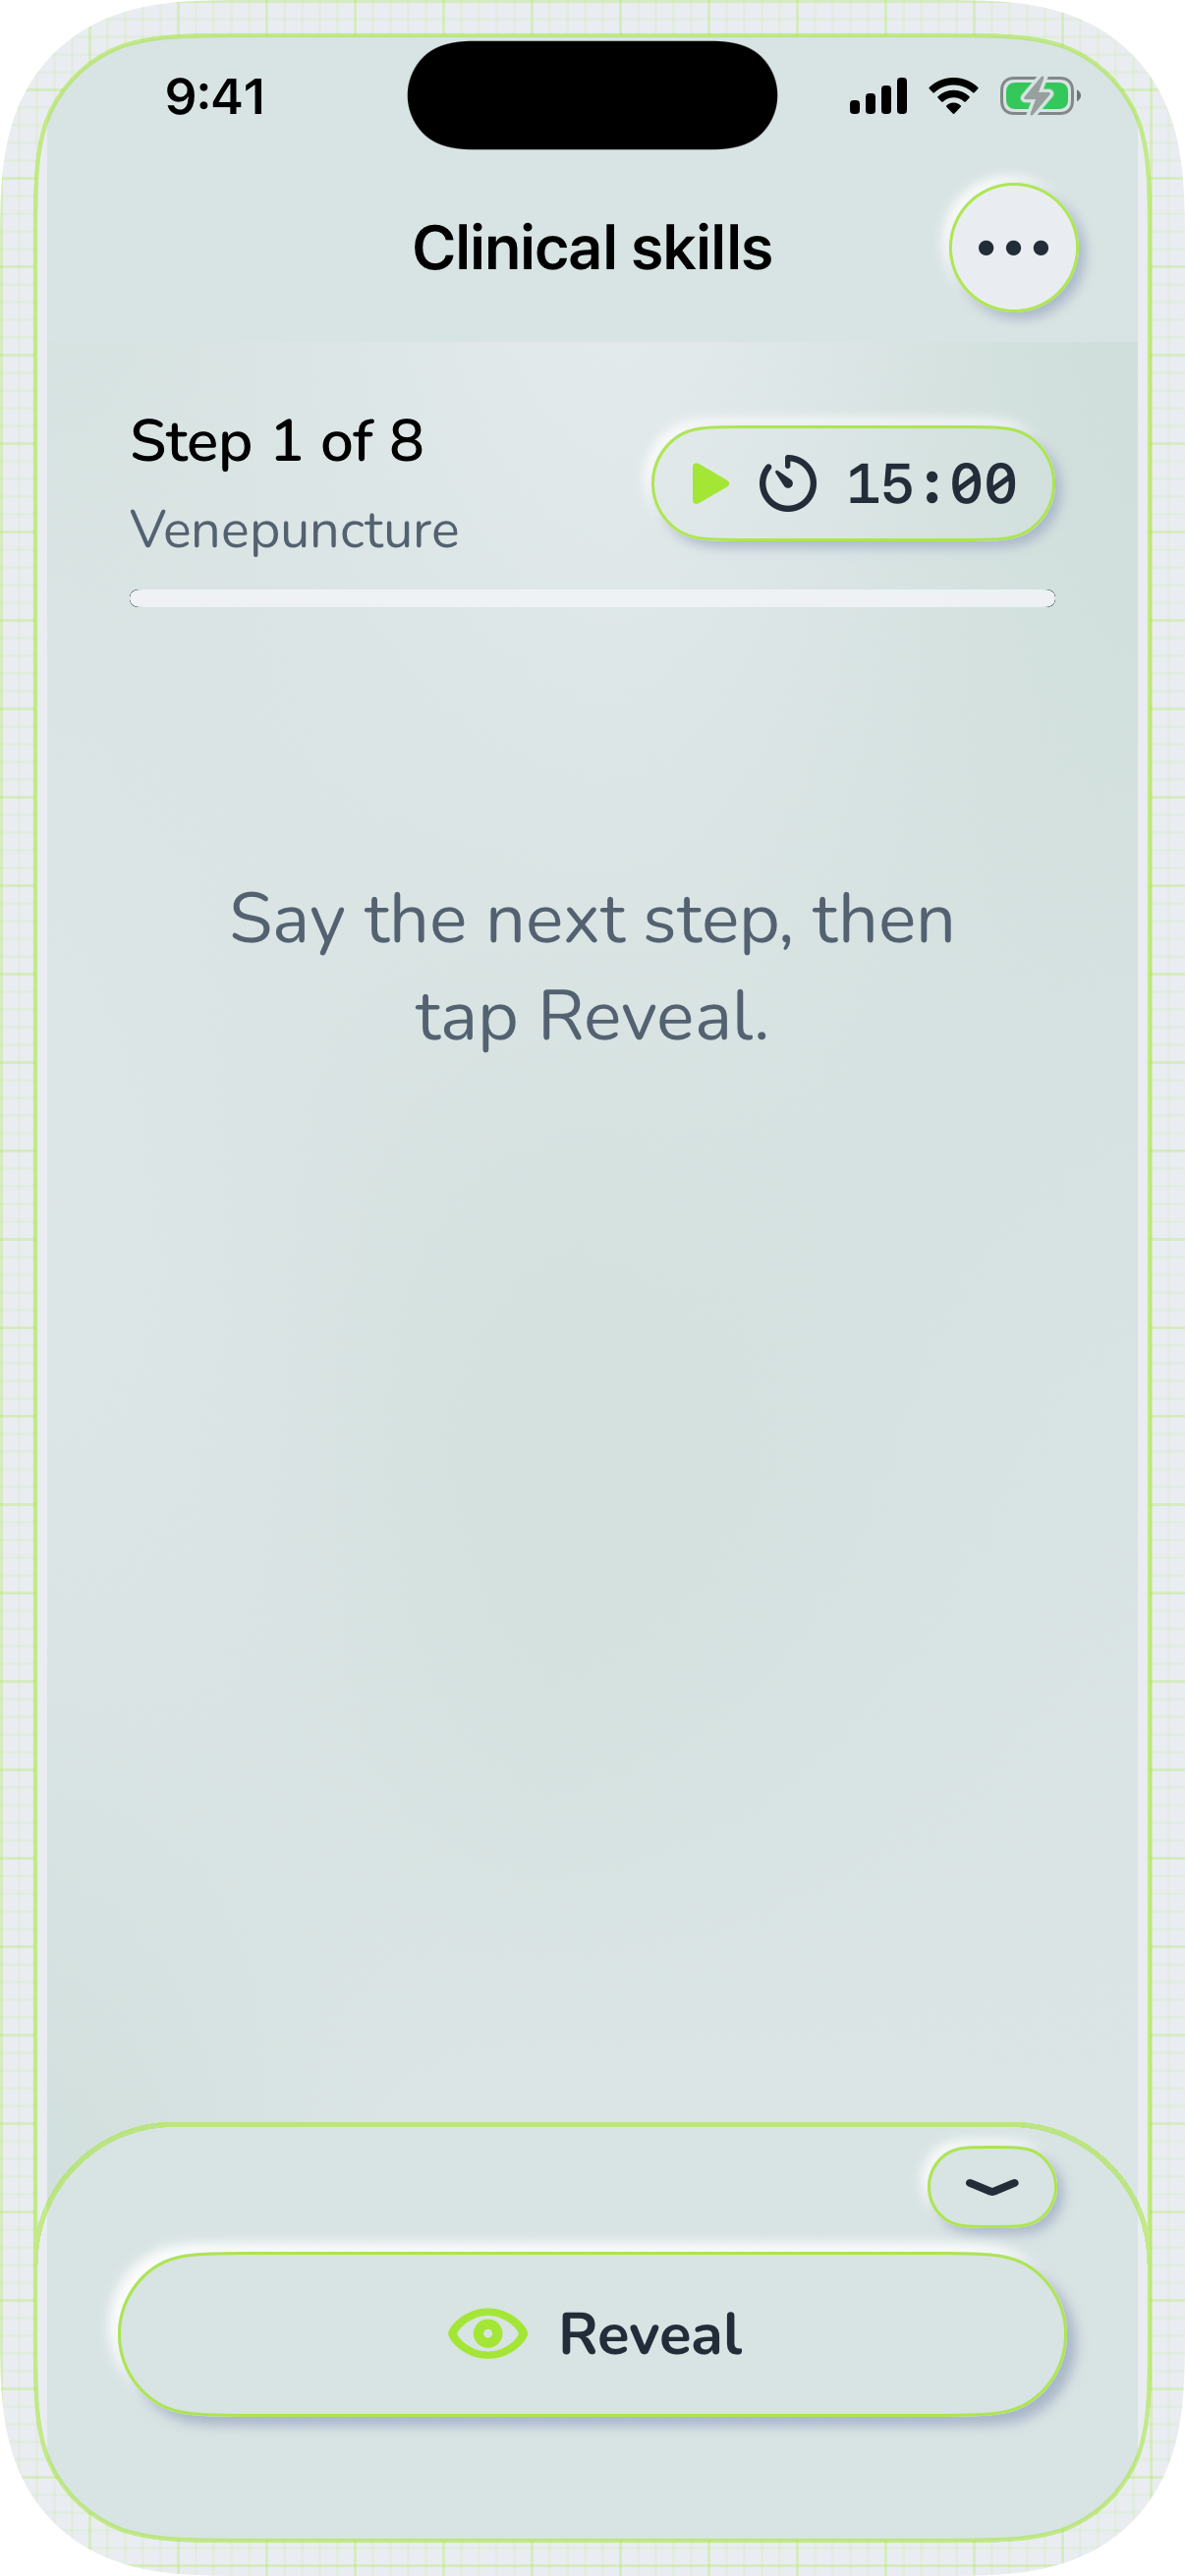 9:41
Clinical skills
Step 1 of 8
Venepuncture
15:00
Say the next step, then
tap Reveal.
Reveal